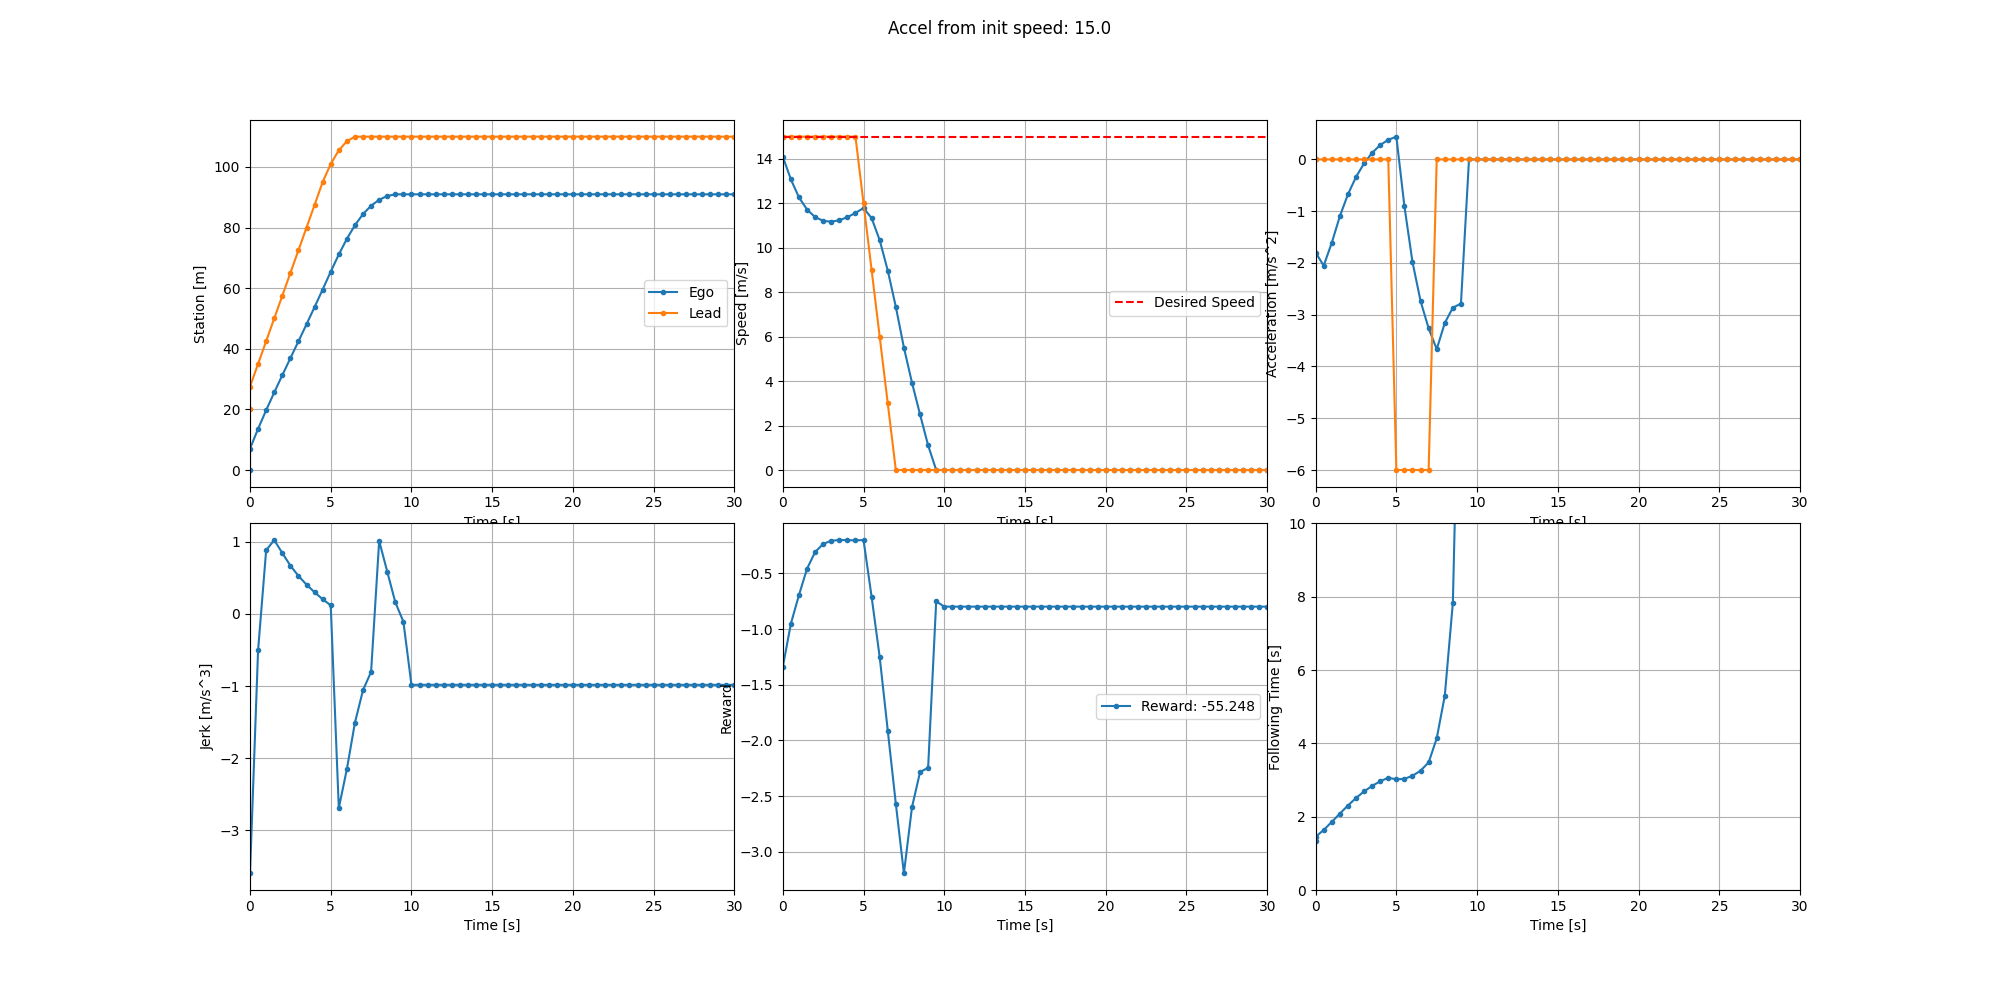 Accel from init speed: 15.0
Station [m]
100
80
60
40
20
0
Ego
Lead
0 5 10 15 20 25 30
Time [s]
Speed [m/s]
14
12
10
8
6
4
2
0
Desired Speed
0 5 10 15 20 25 30
Time [s]
Acceleration [m/s^2]
0
−1
−2
−3
−4
−5
−6
0 5 10 15 20 25 30
Time [s]
Jerk [m/s^3]
1
0
−1
−2
−3
0 5 10 15 20 25 30
Time [s]
Reward
−0.5
−1.0
−1.5
−2.0
−2.5
−3.0
Reward: -55.248
0 5 10 15 20 25 30
Time [s]
Following Time [s]
10
8
6
4
2
0
0 5 10 15 20 25 30
Time [s]